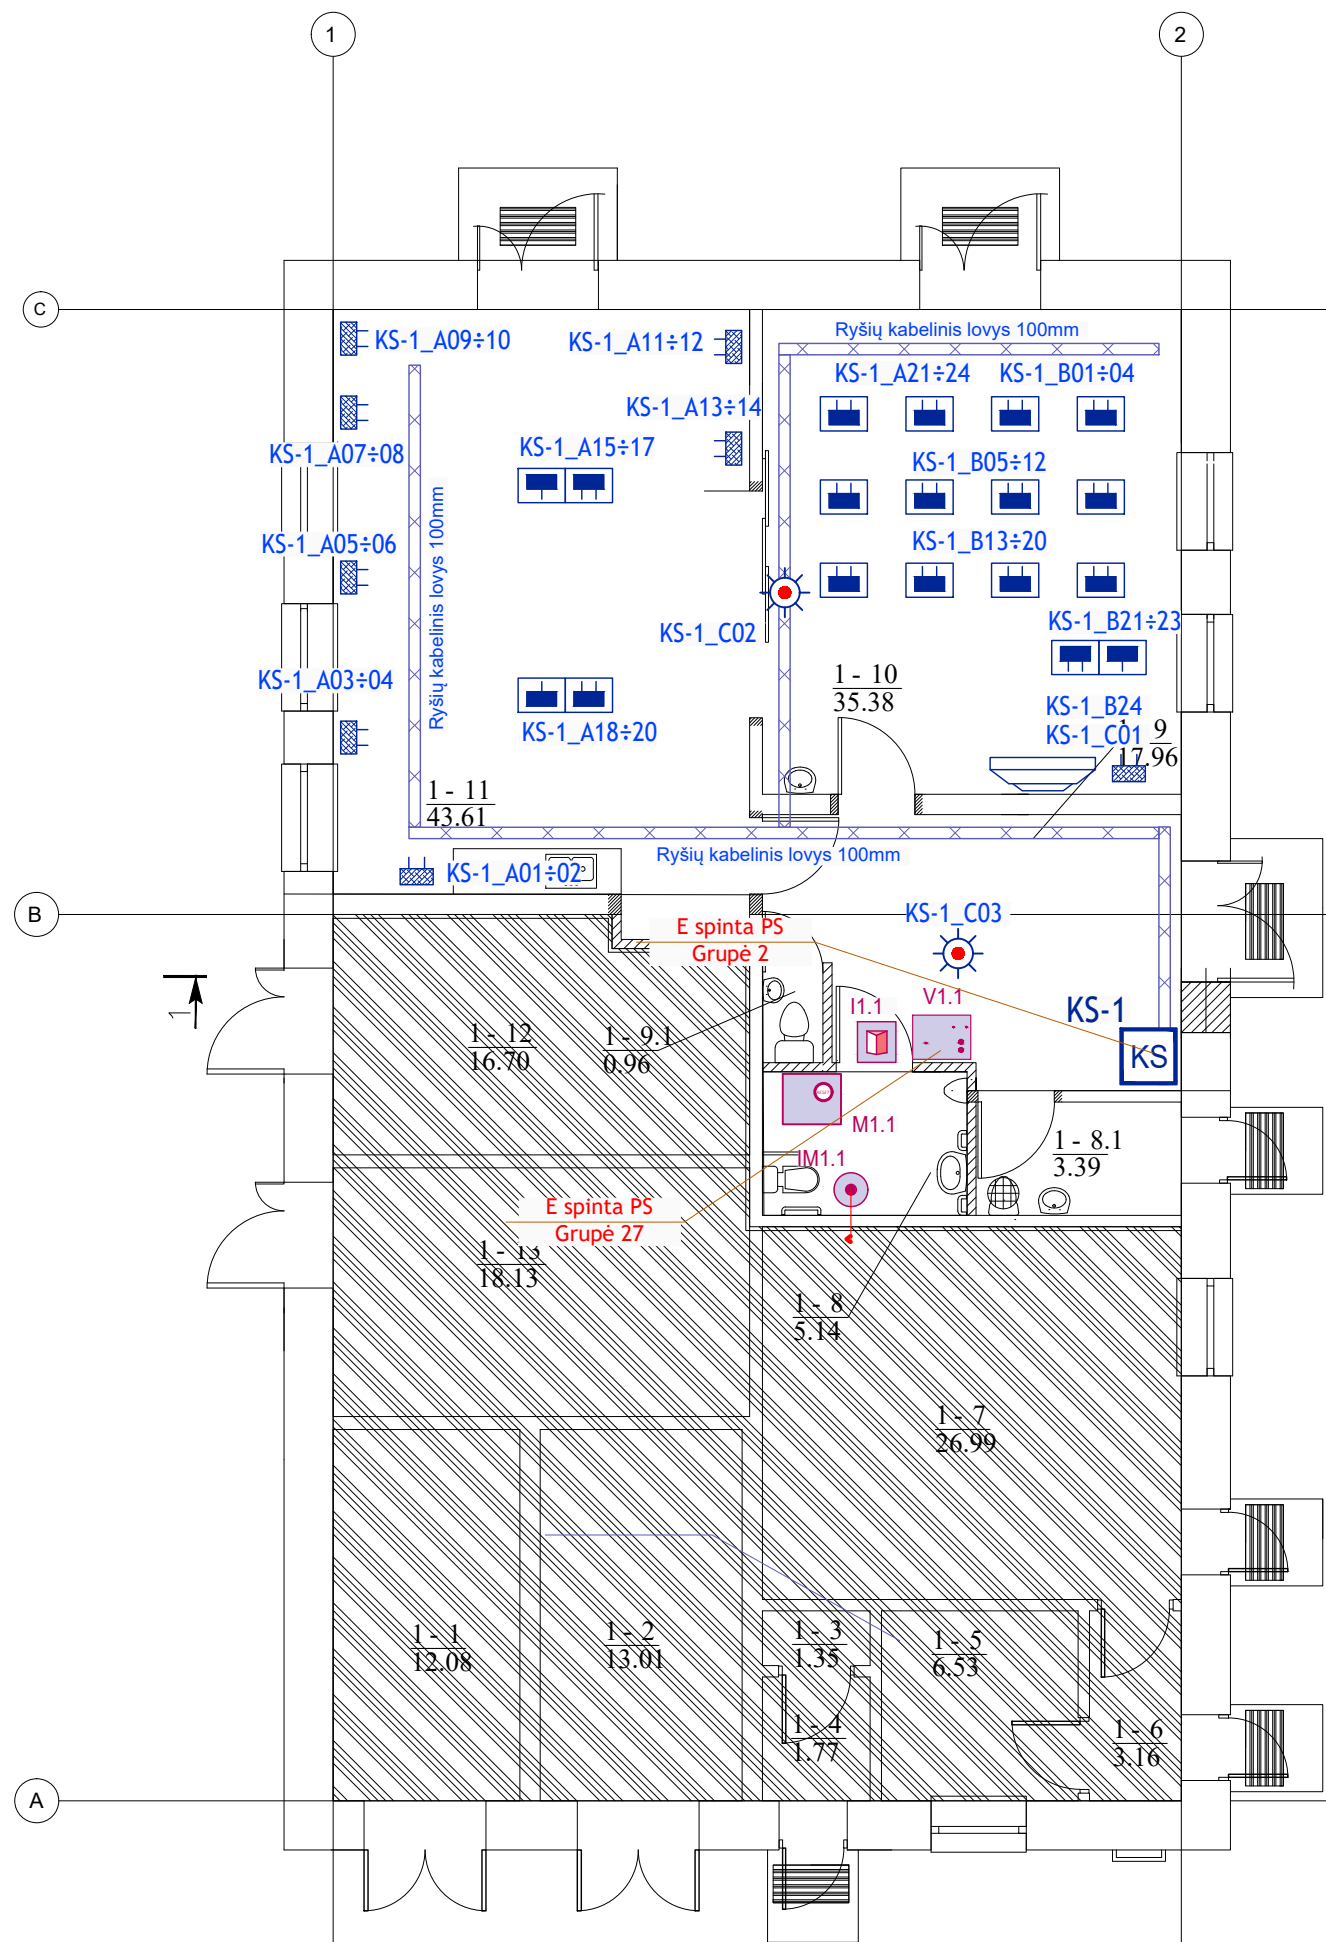 1
2
C
KS-1_A09÷10
KS-1_A11÷12
Ryšių kabelinis lovys 100mm
KS-1_A21÷24
KS-1_B01÷04
KS-1_A13÷14
KS-1_A07÷08
KS-1_A15÷17
KS-1_B05÷12
Ryšių kabelinis lovys 100mm
KS-1_A05÷06
KS-1_B13÷20
KS-1_C02
KS-1_B21÷23
KS-1_A03÷04
1 - 10
35.38
KS-1_B24
KS-1_C01
9
17.96
KS-1_A18÷20
1 - 11
43.61
Ryšių kabelinis lovys 100mm
KS-1_A01÷02
B
KS-1_C03
E spinta PS
Grupė 2
1
I1.1
V1.1
KS-1
KS
1 - 12
16.70
1 - 9.1
0.96
M1.1
1 - 8.1
3.39
IM1.1
E spinta PS
Grupė 27
1 - 13
18.13
1 - 8
5.14
1 - 7
26.99
1 - 1
12.08
1 - 2
13.01
1 - 3
1.35
1 - 5
6.53
1 - 4
1.77
1 - 6
3.16
A